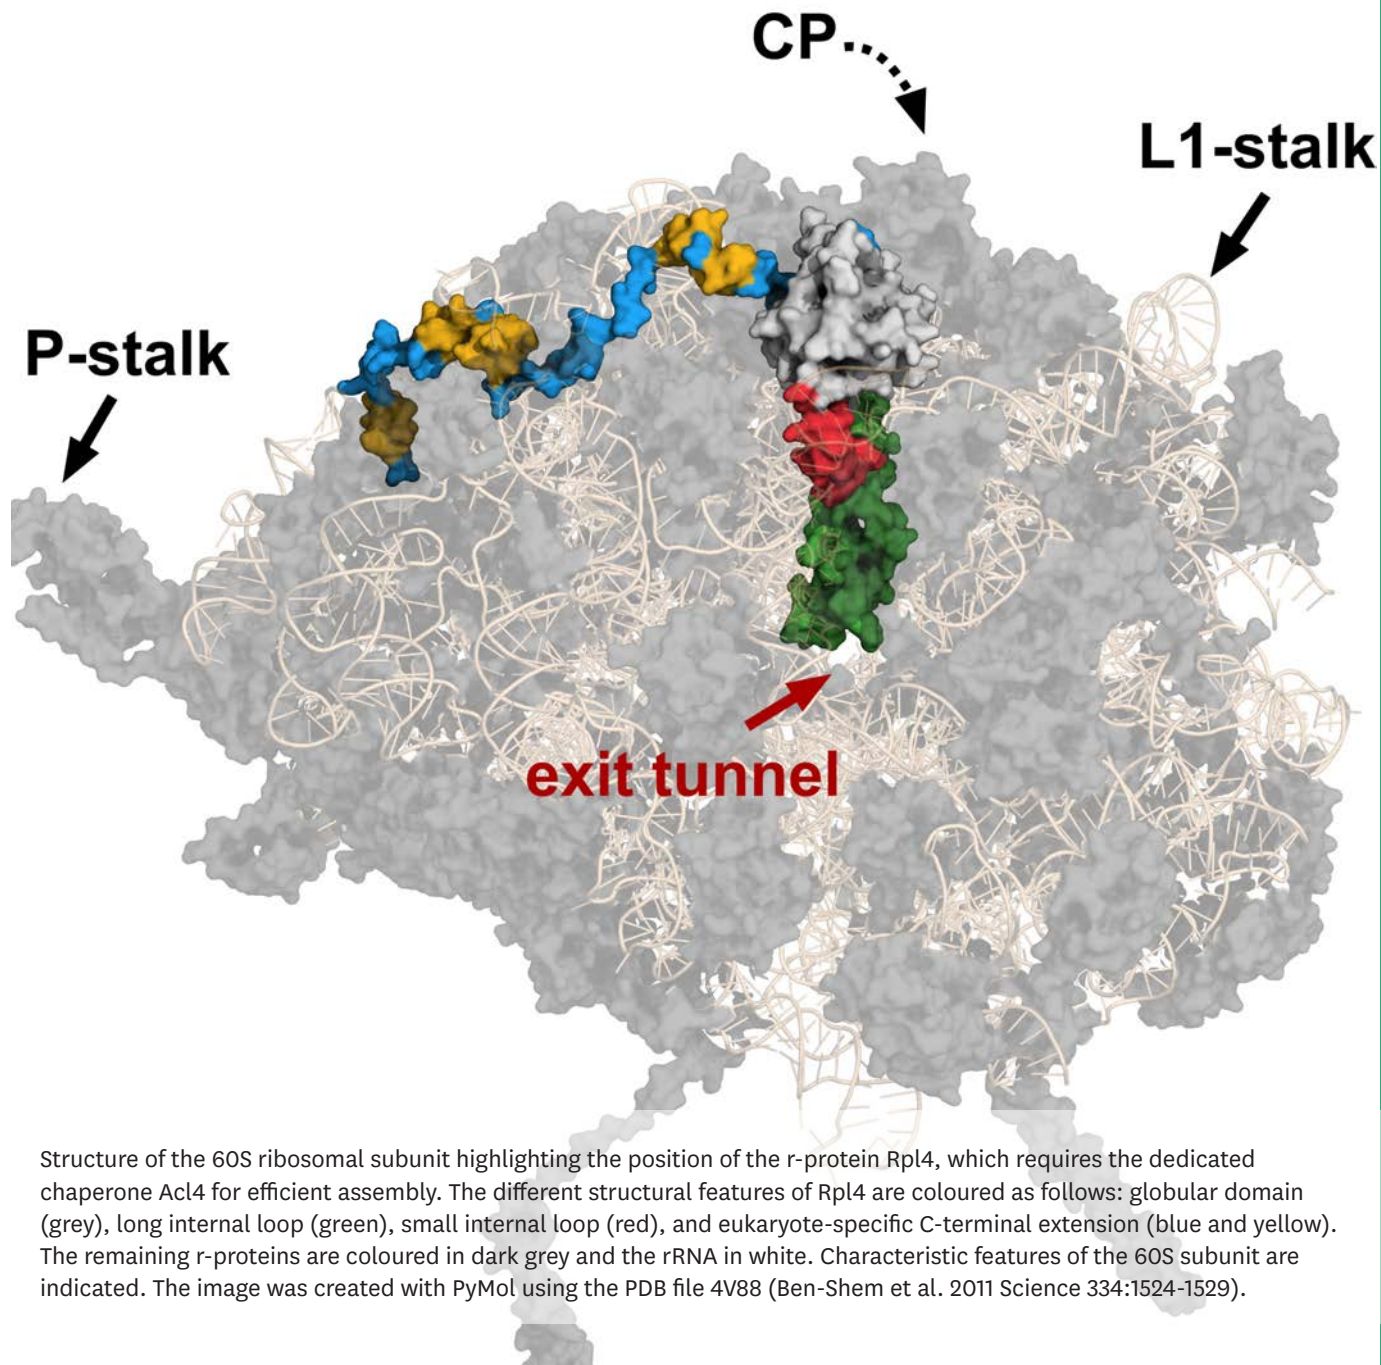 CP
L1-stalk
P-stalk
exit tunnel
Structure of the 60S ribosomal subunit highlighting the position of the r-protein Rpl4, which requires the dedicated
chaperone Acl4 for efficient assembly. The different structural features of Rpl4 are coloured as follows: globular domain
(grey), long internal loop (green), small internal loop (red), and eukaryote-specific C-terminal extension (blue and yellow).
The remaining r-proteins are coloured in dark grey and the rRNA in white. Characteristic features of the 60S subunit are
indicated. The image was created with PyMol using the PDB file 4V88 (Ben-Shem et al. 2011 Science 334:1524-1529).